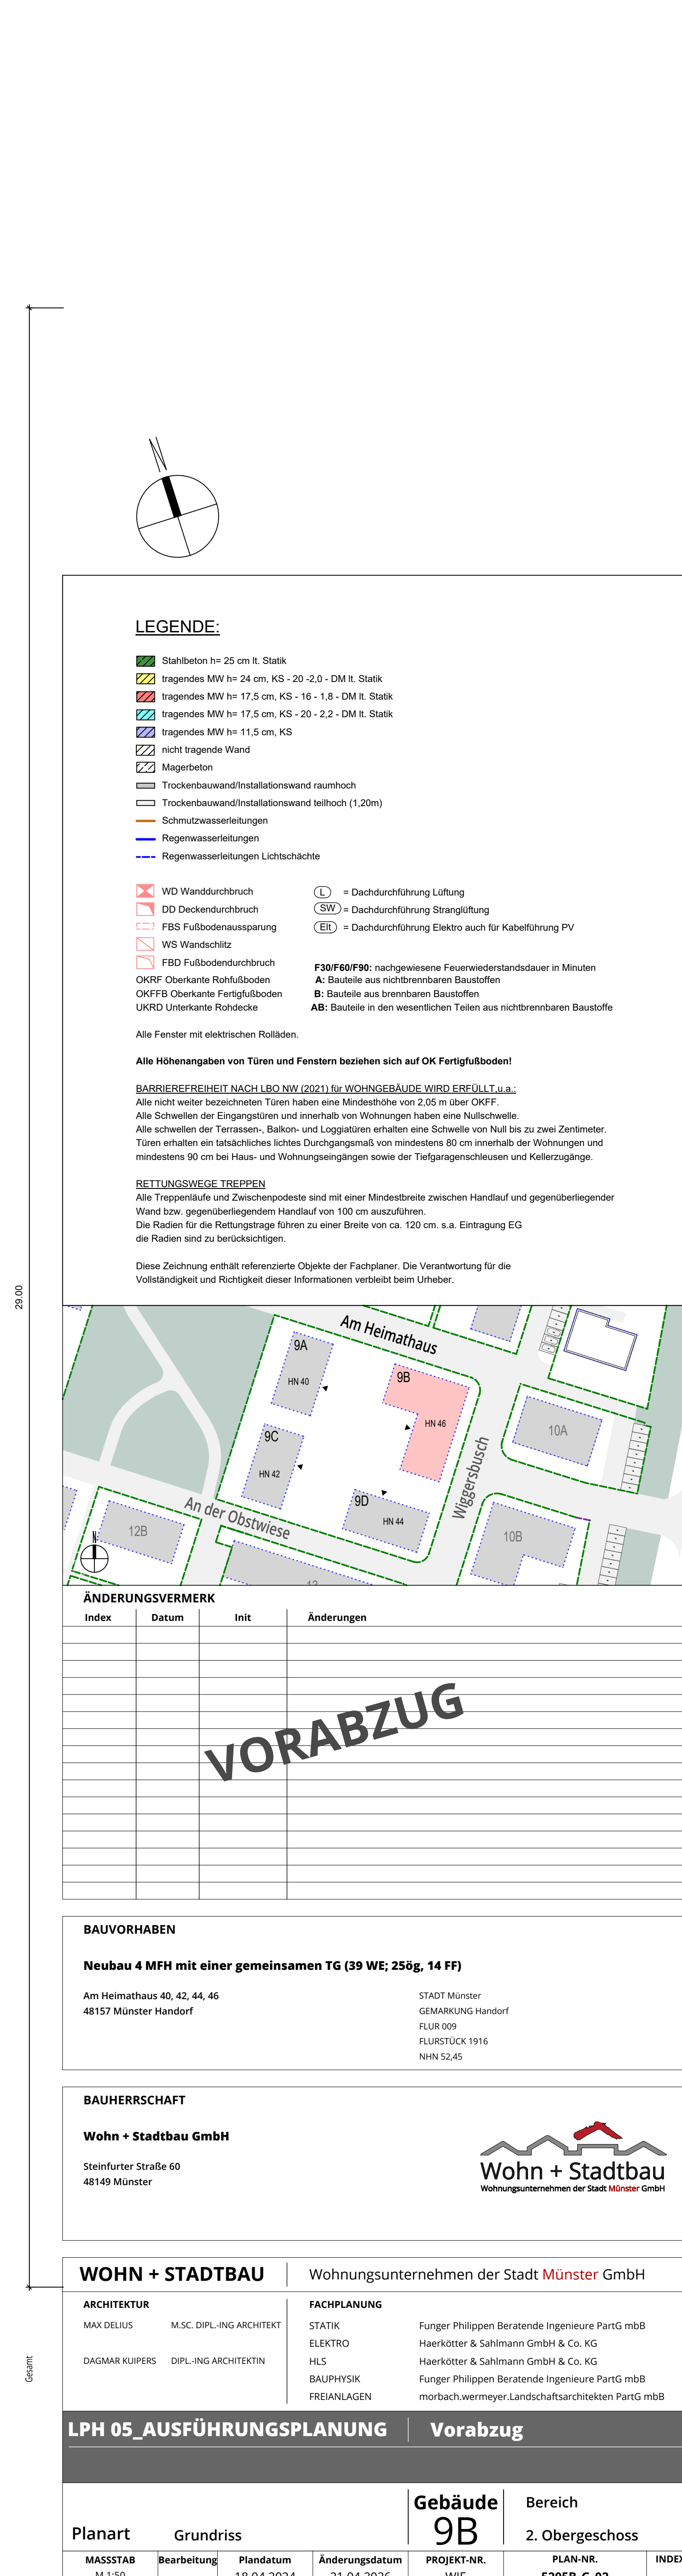 N
LEGENDE:
Stahlbeton h= 25 cm lt. Statik
tragendes MW h= 24 cm, KS - 20 -2,0 - DM lt. Statik
tragendes MW h= 17,5 cm, KS - 16 - 1,8 - DM lt. Statik
tragendes MW h= 17,5 cm, KS - 20 - 2,2 - DM lt. Statik
tragendes MW h= 11,5 cm, KS
nicht tragende Wand
Magerbeton
Trockenbauwand/Installationswand raumhoch
Trockenbauwand/Installationswand teilhoch (1,20m)
Schmutzwasserleitungen
Regenwasserleitungen
Regenwasserleitungen Lichtschächte
WD Wanddurchbruch
DD Deckendurchbruch
FBS Fußbodenaussparung
WS Wandschlitz
FBD Fußbodendurchbruch
OKRF Oberkante Rohfußboden
OKFFB Oberkante Fertigfußboden
UKRD Unterkante Rohdecke
L = Dachdurchführung Lüftung
SW = Dachdurchführung Stranglüftung
Elt = Dachdurchführung Elektro auch für Kabelführung PV
F30/F60/F90: nachgewiesene Feuerwiederstandsdauer in Minuten
A: Bauteile aus nichtbrennbaren Baustoffen
B: Bauteile aus brennbaren Baustoffen
AB: Bauteile in den wesentlichen Teilen aus nichtbrennbaren Baustoffe
Alle Fenster mit elektrischen Rolläden.
Alle Höhenangaben von Türen und Fenstern beziehen sich auf OK Fertigfußboden!
BARRIEREFREIHEIT NACH LBO NW (2021) für WOHNGEBÄUDE WIRD ERFÜLLT,u.a.:
Alle nicht weiter bezeichneten Türen haben eine Mindesthöhe von 2,05 m über OKFF.
Alle Schwellen der Eingangstüren und innerhalb von Wohnungen haben eine Nullschwelle.
Alle schwellen der Terrassen-, Balkon- und Loggiatüren erhalten eine Schwelle von Null bis zu zwei Zentimeter.
Türen erhalten ein tatsächliches lichtes Durchgangsmaß von mindestens 80 cm innerhalb der Wohnungen und
mindestens 90 cm bei Haus- und Wohnungseingängen sowie der Tiefgaragenschleusen und Kellerzugänge.
RETTUNGSWEGE TREPPEN
Alle Treppenläufe und Zwischenpodeste sind mit einer Mindestbreite zwischen Handlauf und gegenüberliegender
Wand bzw. gegenüberliegendem Handlauf von 100 cm auszuführen.
Die Radien für die Rettungstrage führen zu einer Breite von ca. 120 cm. s.a. Eintragung EG
die Radien sind zu berücksichtigen.
Diese Zeichnung enthält referenzierte Objekte der Fachplaner. Die Verantwortung für die
Vollständigkeit und Richtigkeit dieser Informationen verbleibt beim Urheber.
29.00
Am Heimathaus
9A
HN 40
9B
HN 46
9C
HN 42
9D
HN 44
10A
10B
12B
Wiggersbusch
An der Obstwiese
N
ÄNDERUNGSVERMERK
Index Datum Init Änderungen
VORABZUG
BAUVORHABEN
Neubau 4 MFH mit einer gemeinsamen TG (39 WE; 25ög, 14 FF)
Am Heimathaus 40, 42, 44, 46
48157 Münster Handorf
STADT Münster
GEMARKUNG Handorf
FLUR 009
FLURSTÜCK 1916
NHN 52,45
BAUHERRSCHAFT
Wohn + Stadtbau GmbH
Steinfurter Straße 60
48149 Münster
Wohn + Stadtbau
Wohnungsunternehmen der Stadt Münster GmbH
WOHN + STADTBAU Wohnungsunternehmen der Stadt Münster GmbH
ARCHITEKTUR
MAX DELIUS M.SC. DIPL.-ING ARCHITEKT
DAGMAR KUIPERS DIPL.-ING ARCHITEKTIN
FACHPLANUNG
STATIK Funger Philippen Beratende Ingenieure PartG mbB
ELEKTRO Haerkötter & Sahlmann GmbH & Co. KG
HLS Haerkötter & Sahlmann GmbH & Co. KG
BAUPHYSIK Funger Philippen Beratende Ingenieure PartG mbB
FREIANLAGEN morbach.wermeyer.Landschaftsarchitekten PartG mbB
Gesamt
LPH 05_AUSFÜHRUNGSPLANUNG Vorabzug
Planart Grundriss
Gebäude
9B
Bereich
2. Obergeschoss
MASSSTAB Bearbeitung Plandatum Änderungsdatum PROJEKT-NR. PLAN-NR. INDEX